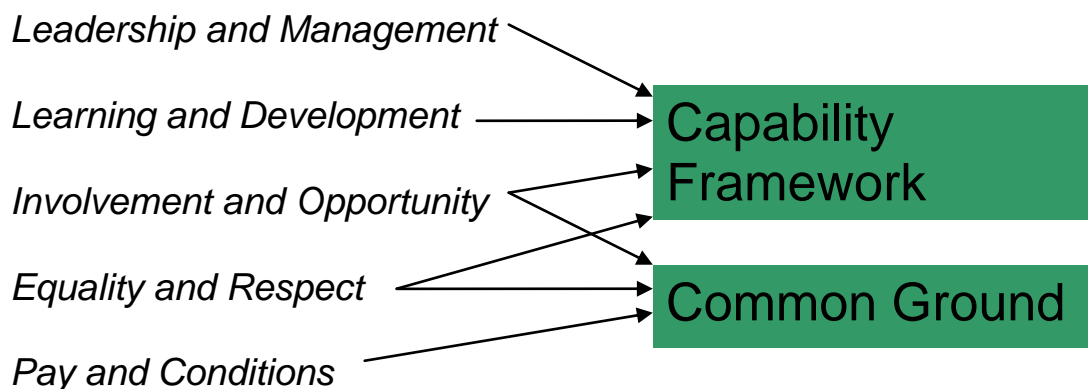 Leadership and Management
Learning and Development
Involvement and Opportunity
Equality and Respect
Pay and Conditions
Capability
Framework
Common Ground